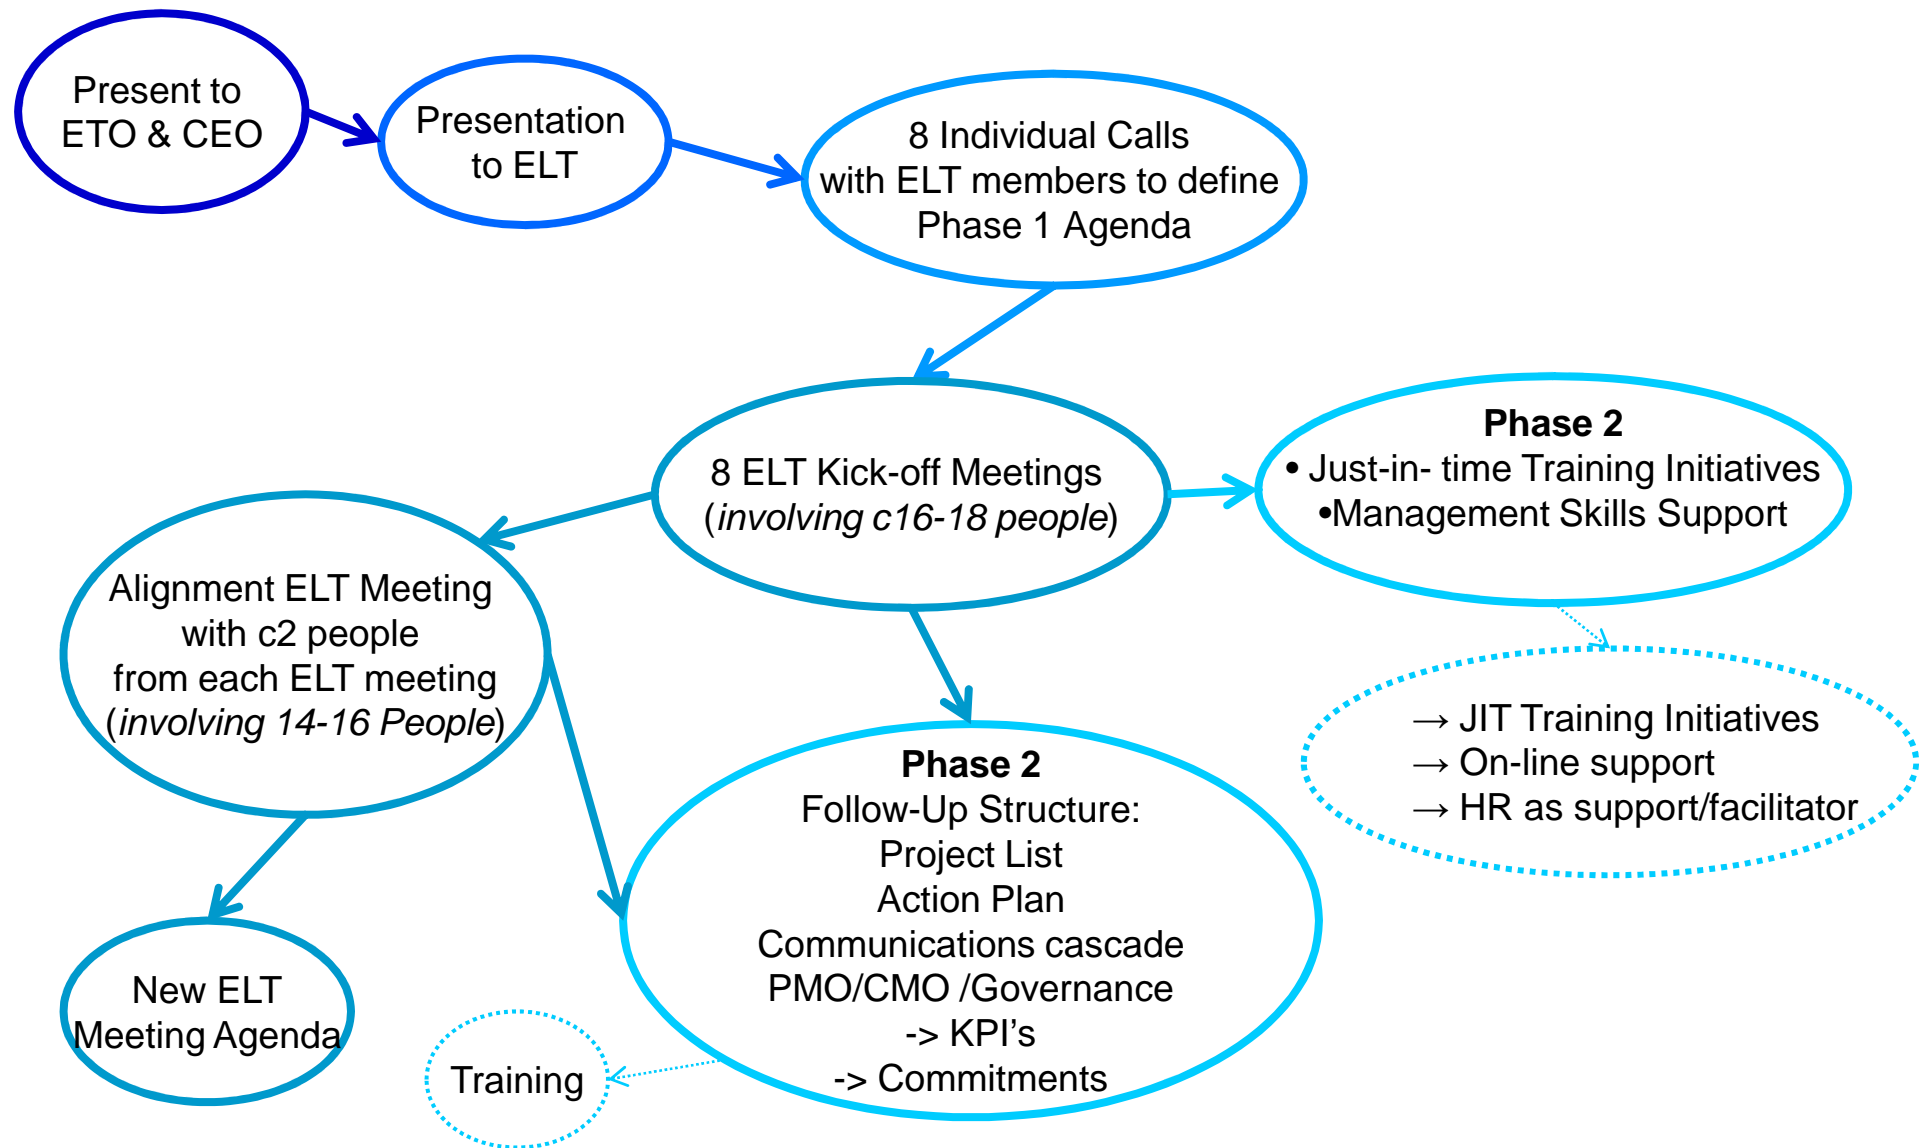 Present to
ETO & CEO
Presentation
to ELT
8 Individual Calls
with ELT members to define
Phase 1 Agenda
8 ELT Kick-off Meetings
(involving c16-18 people)
Phase 2
• Just-in- time Training Initiatives
•Management Skills Support
Alignment ELT Meeting
with c2 people
from each ELT meeting
(involving 14-16 People)
→ JIT Training Initiatives
→ On-line support
→ HR as support/facilitator
Phase 2
Follow-Up Structure:
Project List
Action Plan
Communications cascade
PMO/CMO /Governance
-> KPI’s
-> Commitments
New ELT
Meeting Agenda
Training